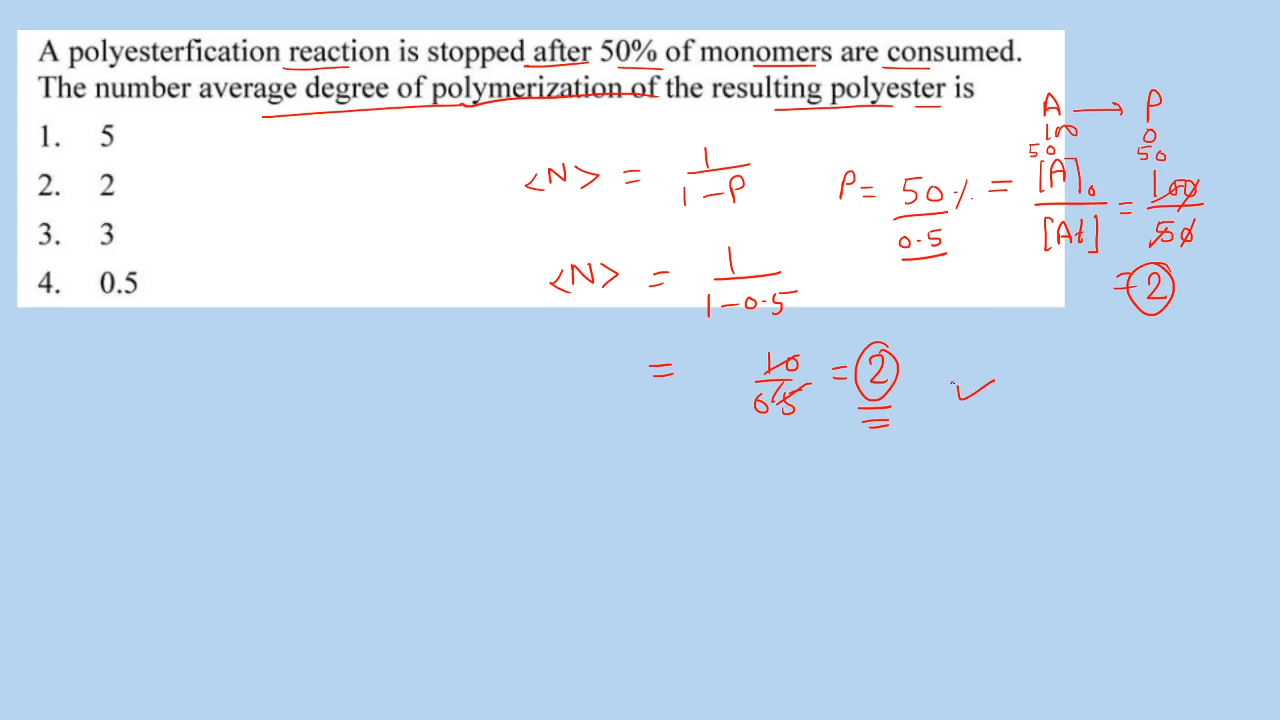 A polyesterfication reaction is stopped after 50% of monomers are consumed.
The number average degree of polymerization of the resulting polyester is
1. 5
2. 2
3. 3
4. 0.5
A → P
100 0
50 50
<N> = 1/1-P
P = 50%/0.5 = [A]₀/[At] = 100/50
= 2
<N> = 1/1-0.5
= 10/05 = 2 ✓